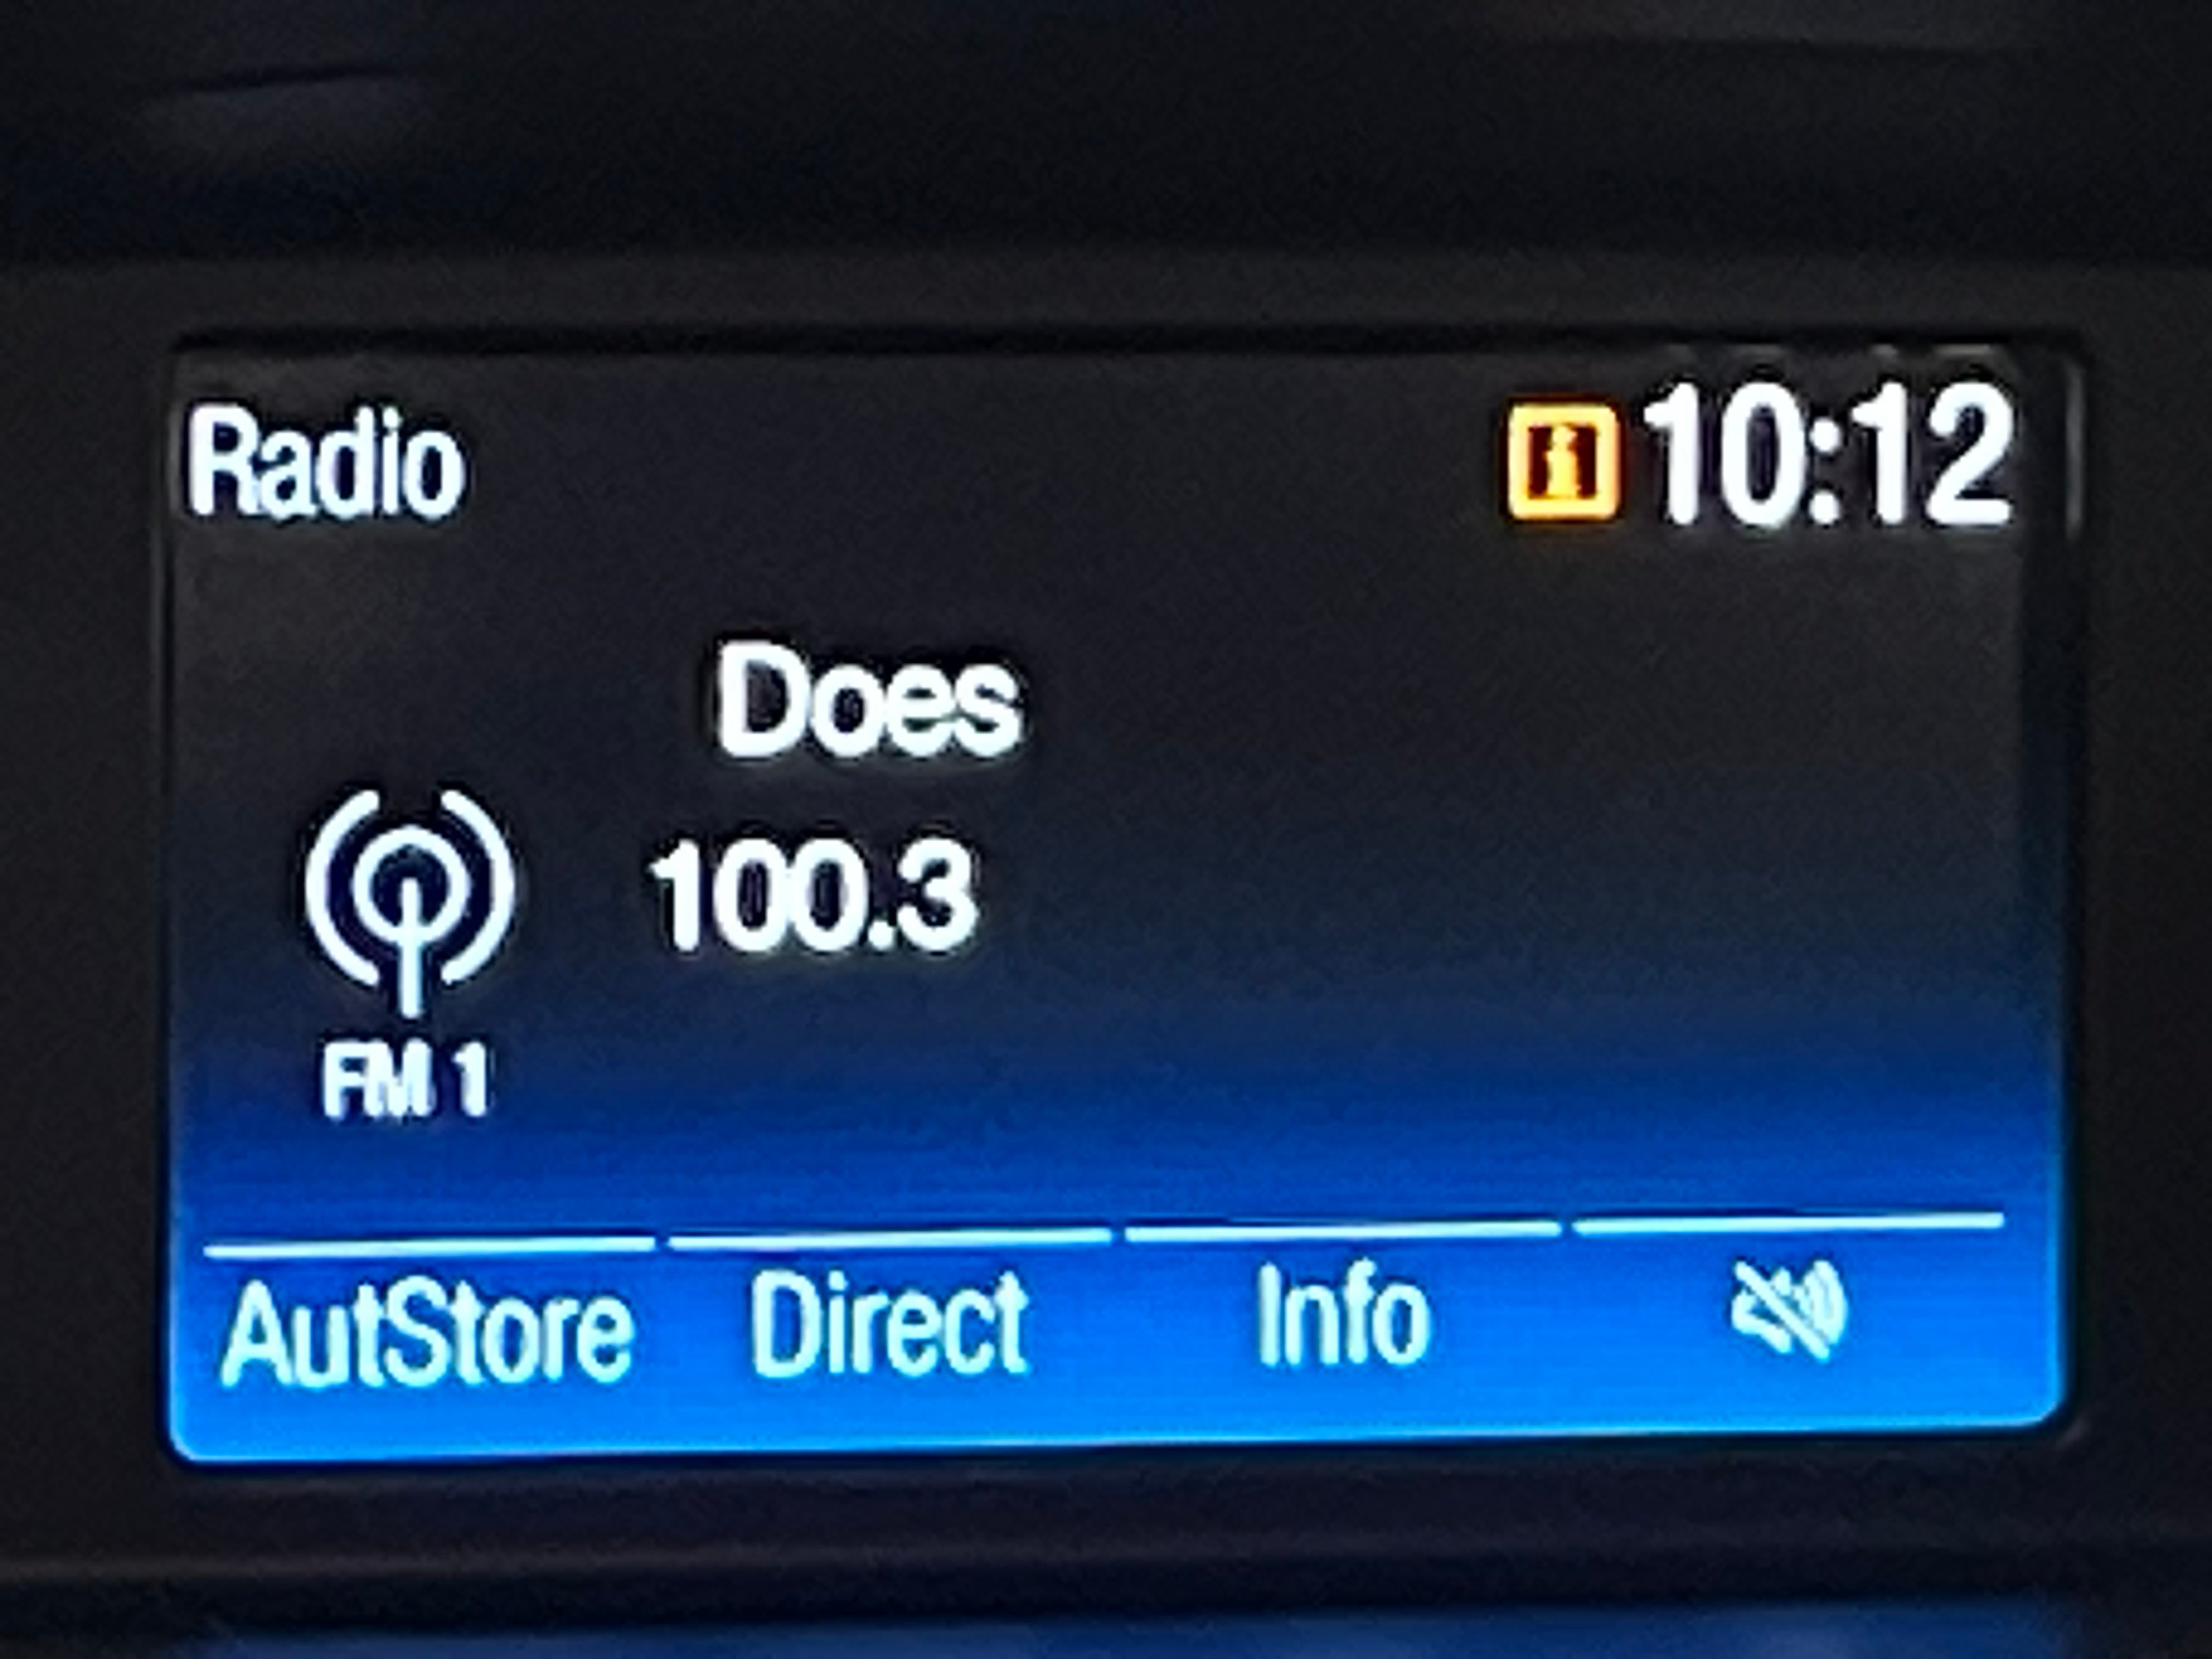 Radio
i 10:12
Does
100.3
FM 1
AutStore Direct Info